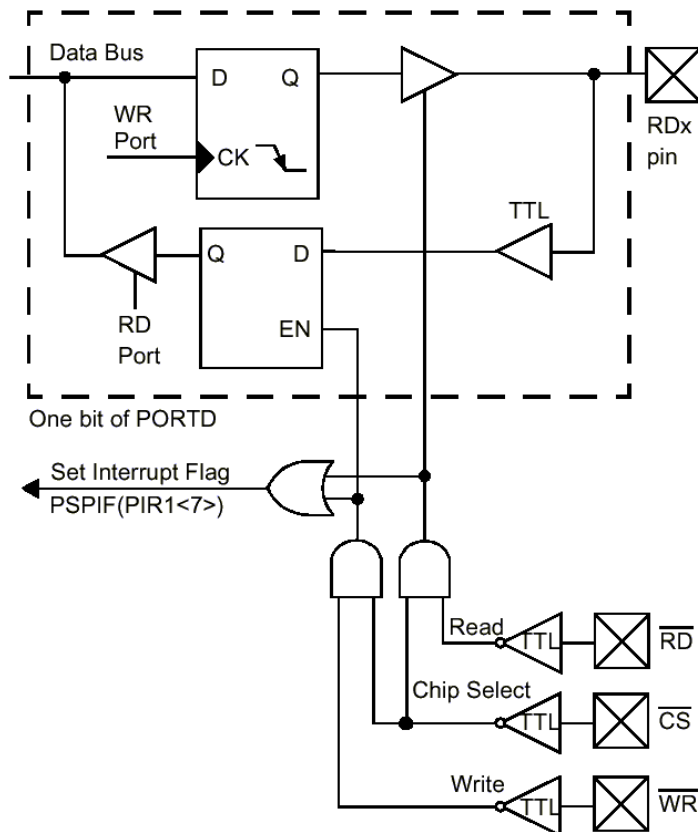 Data Bus
D Q
WR
Port
CK
RDx
pin
TTL
Q D
EN
RD
Port
One bit of PORTD
Set Interrupt Flag
PSPIF(PIR1<7>)
Read
TTL
RD
Chip Select
TTL
CS
Write
TTL
WR